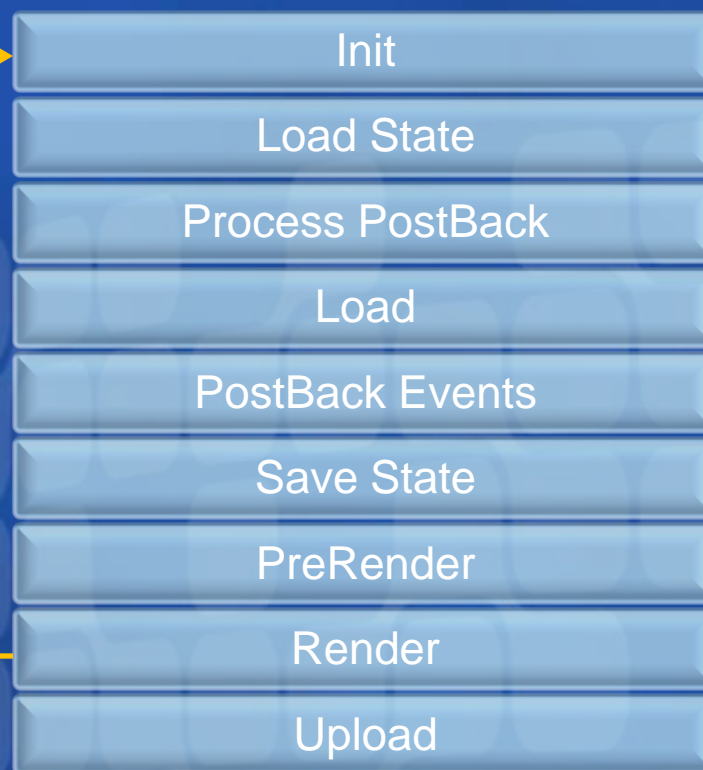 Init
Load State
Process PostBack
Load
PostBack Events
Save State
PreRender
Render
Upload